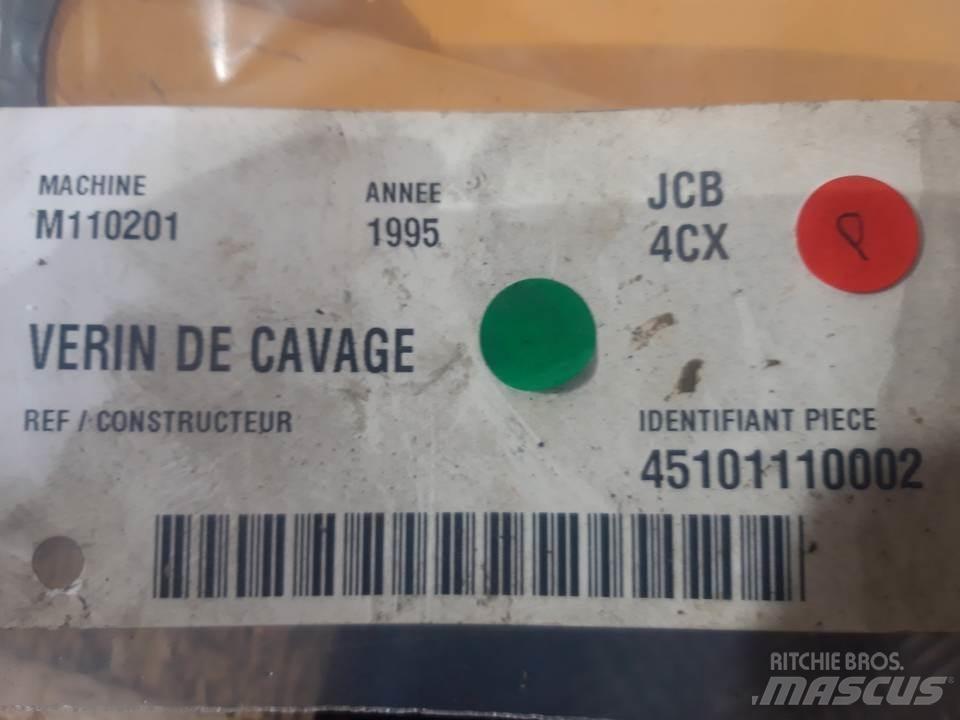 MACHINE
M110201
ANNEE
1995
JCB
4CX
P
VERIN DE CAVAGE
REF / CONSTRUCTEUR
IDENTIFIANT PIECE
45101110002
RITCHIE BROS.
MASCUS